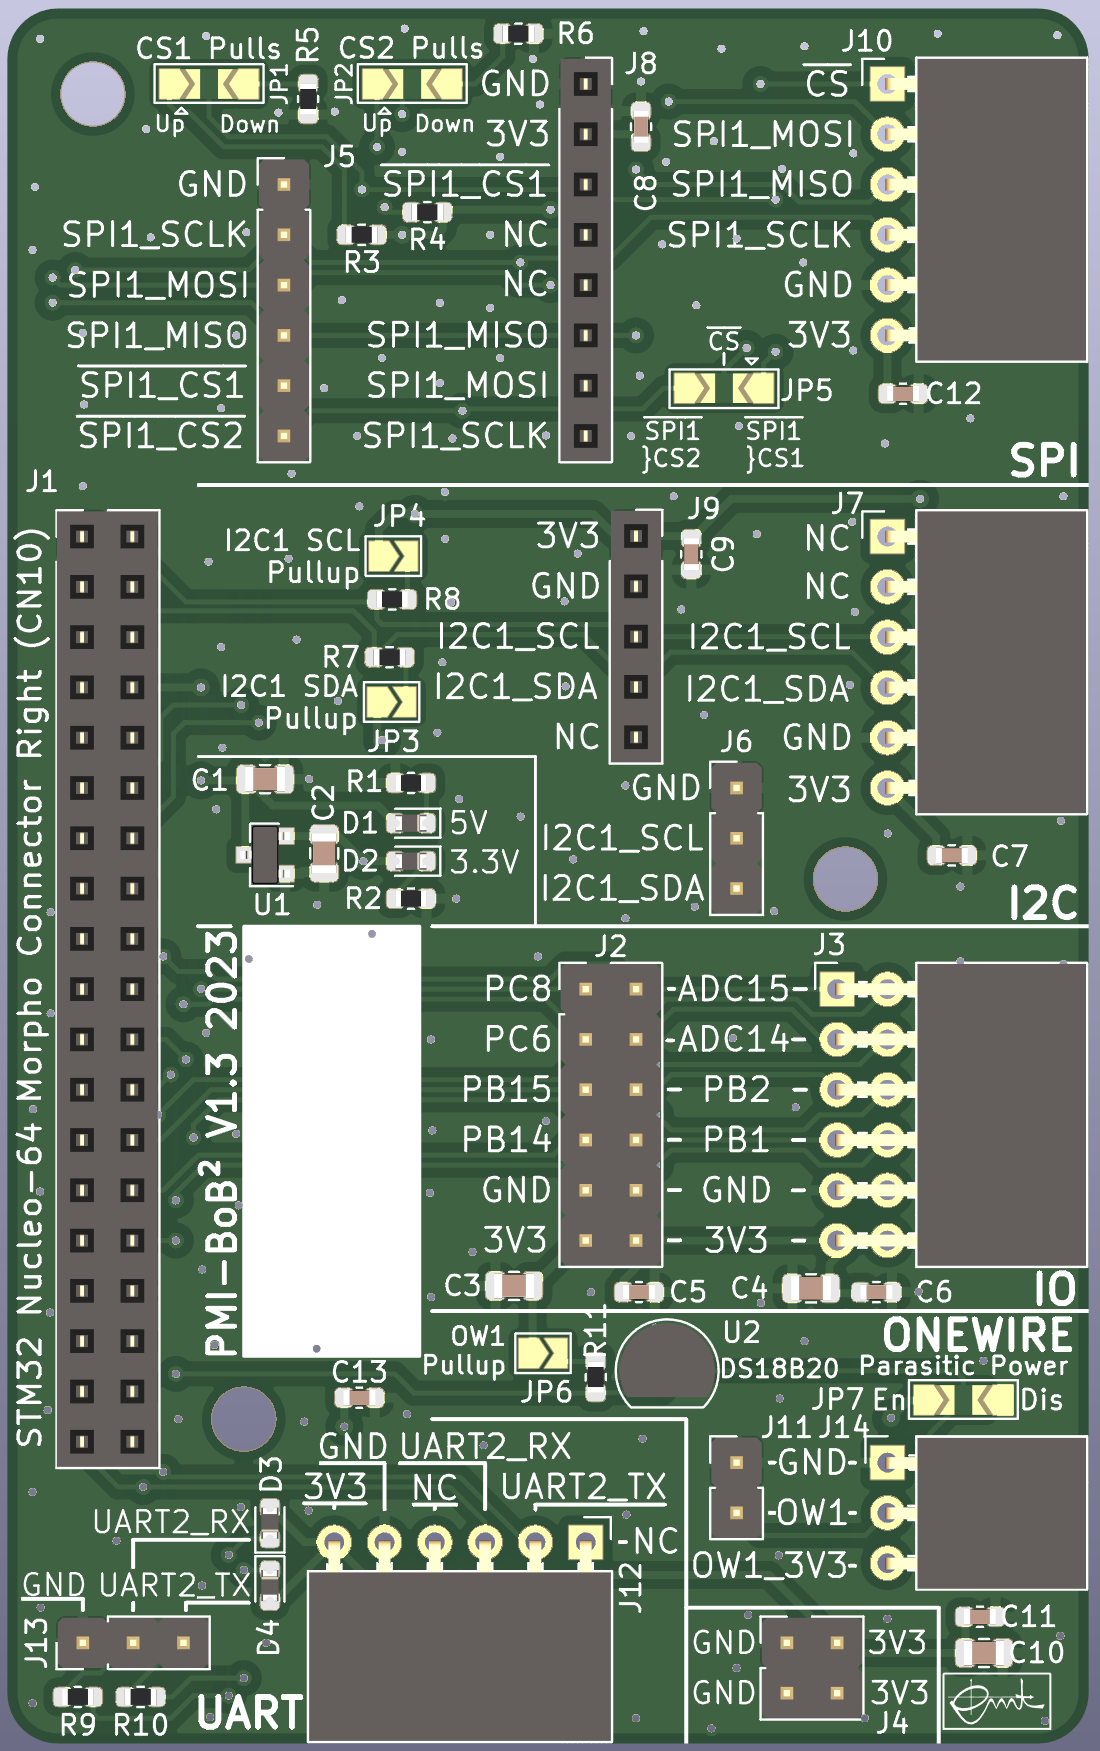 R6
CS1 Pulls
R5
CS2 Pulls
JP1
JP2
Up
Down
Up
Down
GND
J8
J10
CS
3V3
SPI1_MOSI
J5
C8
GND
SPI1_CS1
SPI1_MISO
SPI1_SCLK
R4
NC
SPI1_SCLK
R3
SPI1_MOSI
NC
GND
SPI1_MISO
SPI1_MISO
CS
3V3
SPI1_CS1
SPI1_MOSI
JP5
C12
SPI1_CS2
SPI1_SCLK
SPI1
}CS2
SPI1
}CS1
SPI
J1
STM32 Nucleo-64 Morpho Connector Right (CN10)
JP4
I2C1 SCL
Pullup
R8
3V3
J9
C9
J7
NC
GND
NC
I2C1_SCL
I2C1_SCL
R7
I2C1 SDA
Pullup
JP3
I2C1_SDA
I2C1_SDA
NC
J6
GND
C1
C2
R1
GND
3V3
D1
5V
I2C1_SCL
D2
3.3V
C7
U1
R2
I2C1_SDA
I2C
PMI-BoB² V1.3 2023
J2
J3
PC8
-ADC15-
PC6
-ADC14-
PB15
- PB2 -
PB14
- PB1 -
GND
- GND -
3V3
- 3V3 -
C3
C5
C4
C6
IO
OW1
Pullup
JP6
R11
U2
DS18B20
ONEWIRE
Parasitic Power
JP7
En
Dis
C13
J11
J14
GND
UART2_RX
-GND-
3V3
NC
UART2_TX
D3
UART2_RX
-OW1-
-NC
J12
OW1_3V3-
GND
UART2_TX
D4
J13
C11
GND
3V3
C10
R9
R10
UART
GND
3V3
J4